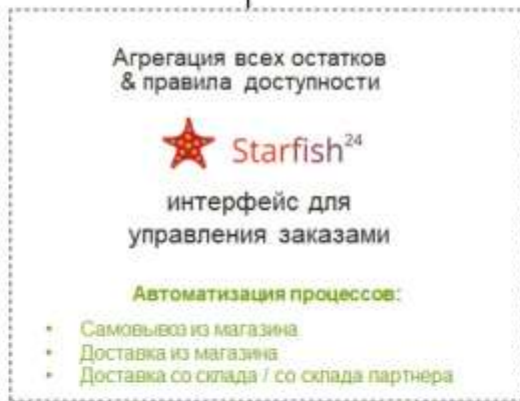 Агрегация всех остатков
& правила доступности
Starfish24
интерфейс для
управления заказами
Автоматизация процессов:
• Самовывоз из магазина
• Доставка из магазина
• Доставка со склада / со склада партнера